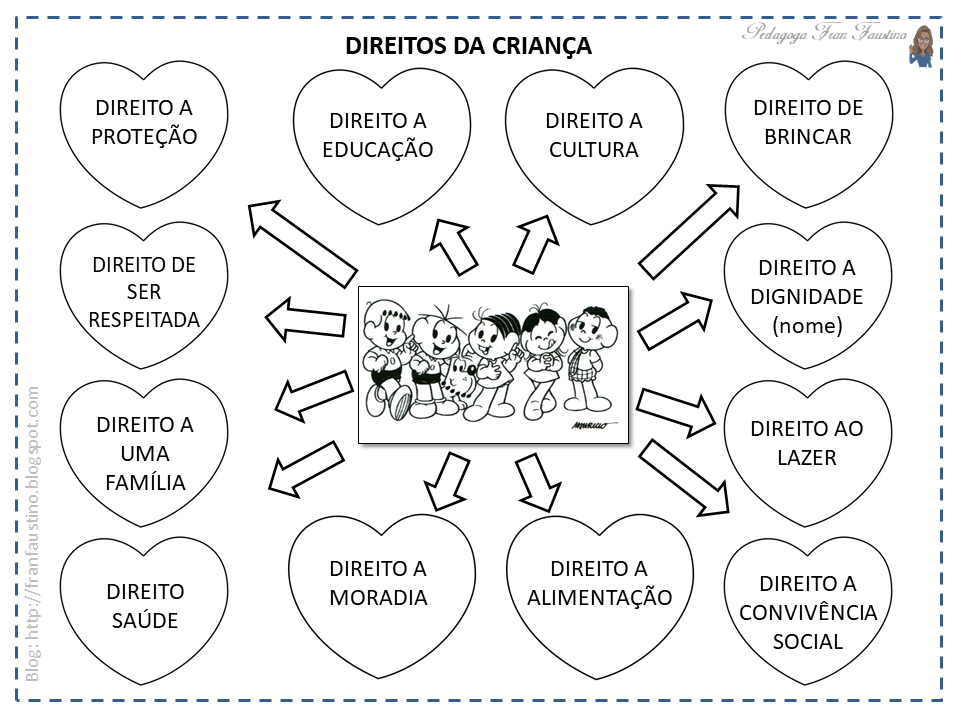 DIREITOS DA CRIANÇA
Pedagoga Fran Faustino
DIREITO A
PROTEÇÃO
DIREITO A
EDUCAÇÃO
DIREITO A
CULTURA
DIREITO DE
BRINCAR
DIREITO DE
SER
RESPEITADA
DIREITO A
DIGNIDADE
(nome)
DIREITO A
UMA
FAMÍLIA
DIREITO AO
LAZER
DIREITO
SAÚDE
DIREITO A
MORADIA
DIREITO A
ALIMENTAÇÃO
DIREITO A
CONVIVÊNCIA
SOCIAL
MAURICIO
Blog: http://franfaustino.blogspot.com